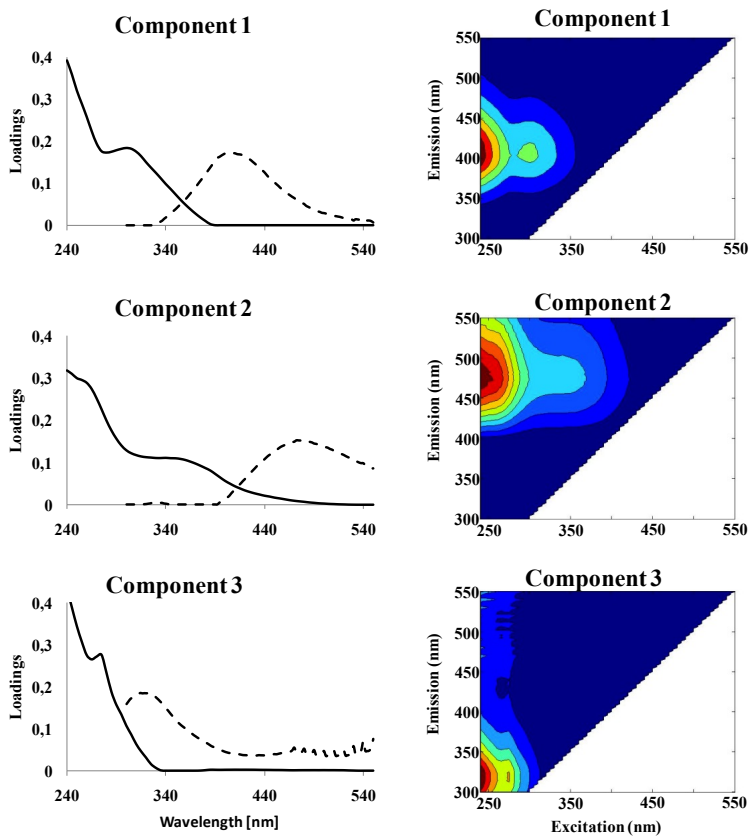 Component 1
0,4
0,3
0,2
0,1
0
Loadings
240 340 440 540
Component 1
550
500
450
400
350
300
Emission (nm)
250 350 450 550
Component 2
0,4
0,3
0,2
0,1
0
Loadings
240 340 440 540
Component 2
550
500
450
400
350
300
Emission (nm)
250 350 450 550
Component 3
0,4
0,3
0,2
0,1
0
Loadings
240 340 440 540
Wavelength [nm]
Component 3
550
500
450
400
350
300
Emission (nm)
250 350 450 550
Excitation (nm)